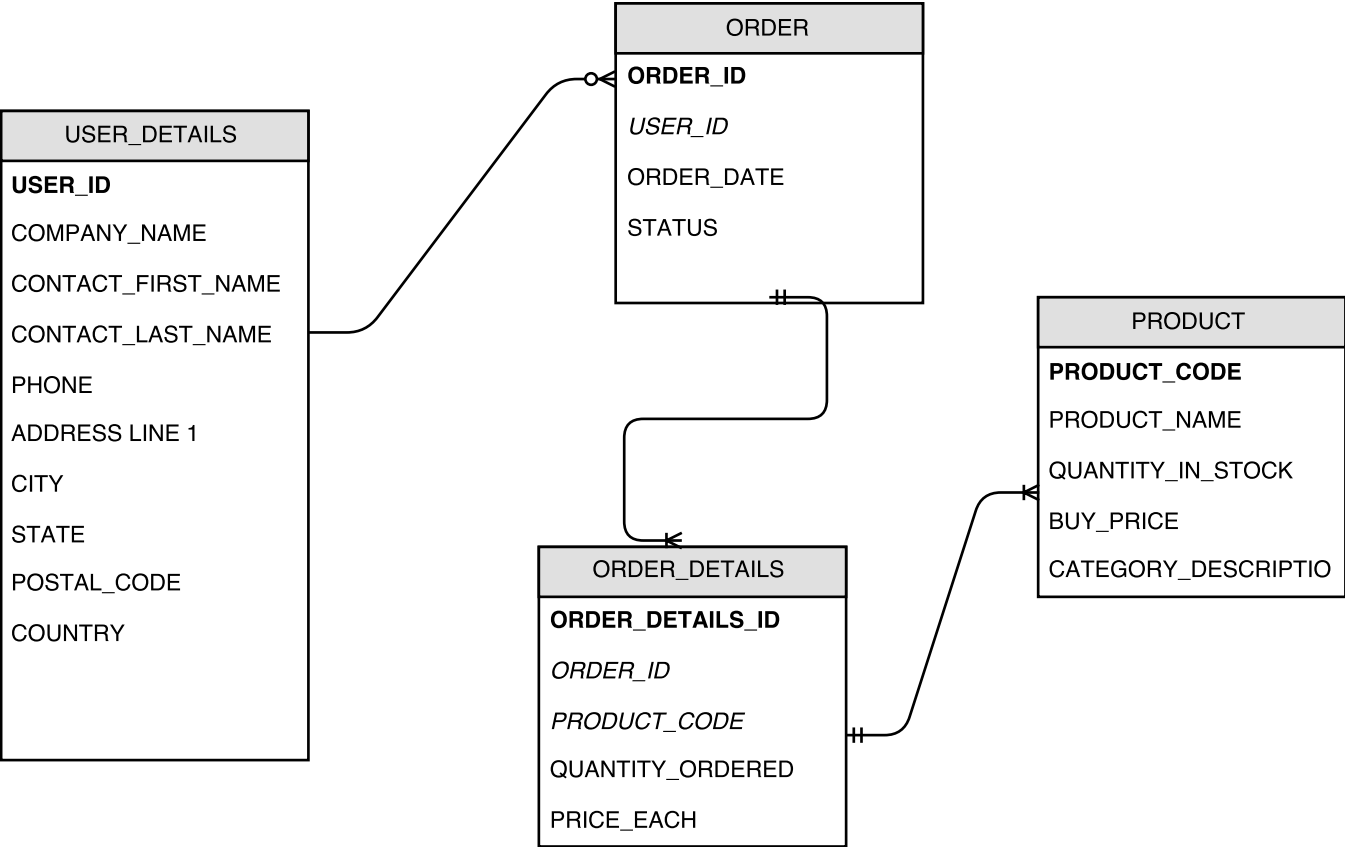 ORDER
ORDER_ID
USER_ID
ORDER_DATE
STATUS
USER_DETAILS
USER_ID
COMPANY_NAME
CONTACT_FIRST_NAME
CONTACT_LAST_NAME
PHONE
ADDRESS LINE 1
CITY
STATE
POSTAL_CODE
COUNTRY
PRODUCT
PRODUCT_CODE
PRODUCT_NAME
QUANTITY_IN_STOCK
BUY_PRICE
CATEGORY_DESCRIPTIO
ORDER_DETAILS
ORDER_DETAILS_ID
ORDER_ID
PRODUCT_CODE
QUANTITY_ORDERED
PRICE_EACH